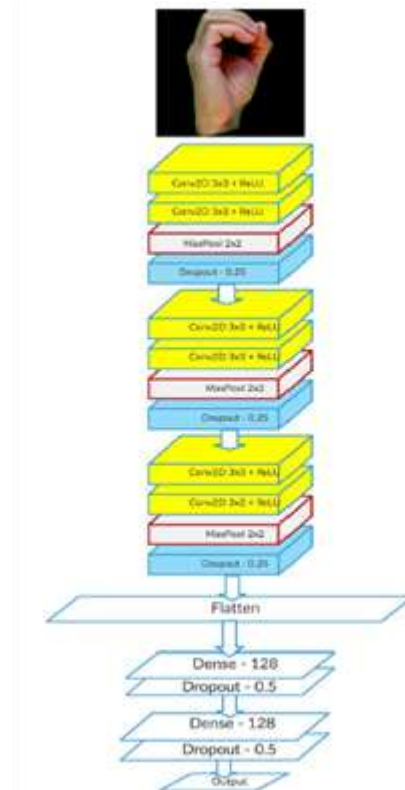 Conv2D 3x3 + ReLU
Conv2D 3x3 + ReLU
MaxPool 2x2
Dropout - 0.25
Conv2D 3x3 + ReLU
Conv2D 3x3 + ReLU
MaxPool 2x2
Dropout - 0.25
Conv2D 3x3 + ReLU
Conv2D 3x3 + ReLU
MaxPool 2x2
Dropout - 0.25
Flatten
Dense - 128
Dropout - 0.5
Dense - 128
Dropout - 0.5
Output